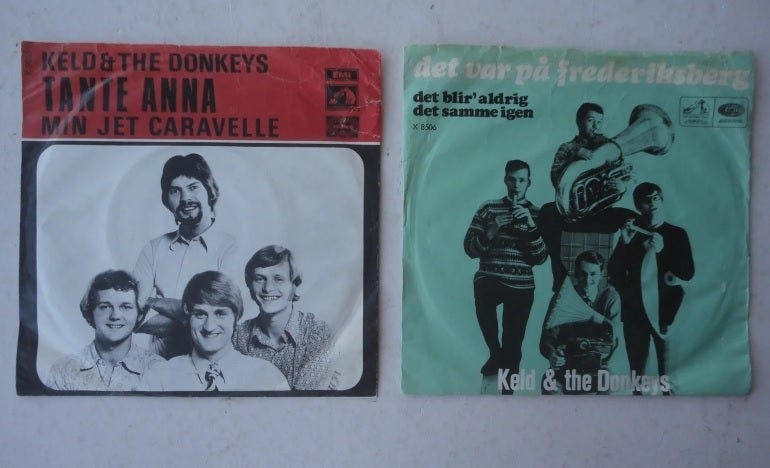 KELD & THE DONKEYS
TANTE ANNA
MIN JET CARAVELLE
EMI
det var på frederiksberg
det blir' aldrig
det samme igen
X 8506
Keld & the Donkeys